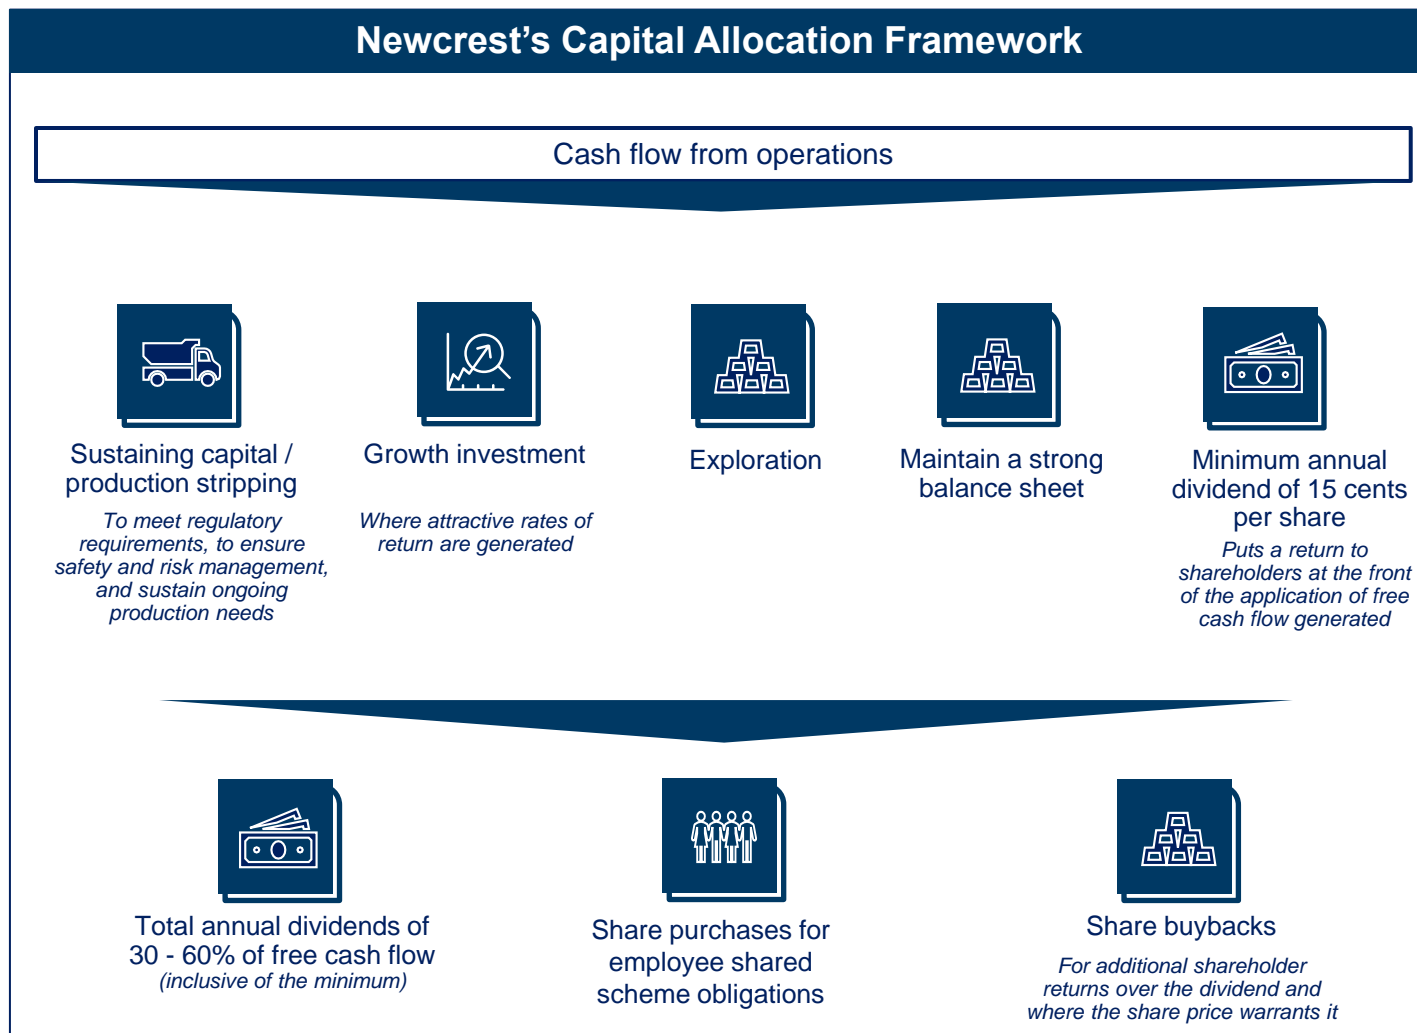 Newcrest’s Capital Allocation Framework
Cash flow from operations
Sustaining capital /
production stripping
To meet regulatory
requirements, to ensure
safety and risk management,
and sustain ongoing
production needs
Growth investment
Where attractive rates of
return are generated
Exploration
Maintain a strong
balance sheet
Minimum annual
dividend of 15 cents
per share
Puts a return to
shareholders at the front
of the application of free
cash flow generated
Total annual dividends of
30 - 60% of free cash flow
(inclusive of the minimum)
Share purchases for
employee shared
scheme obligations
Share buybacks
For additional shareholder
returns over the dividend and
where the share price warrants it